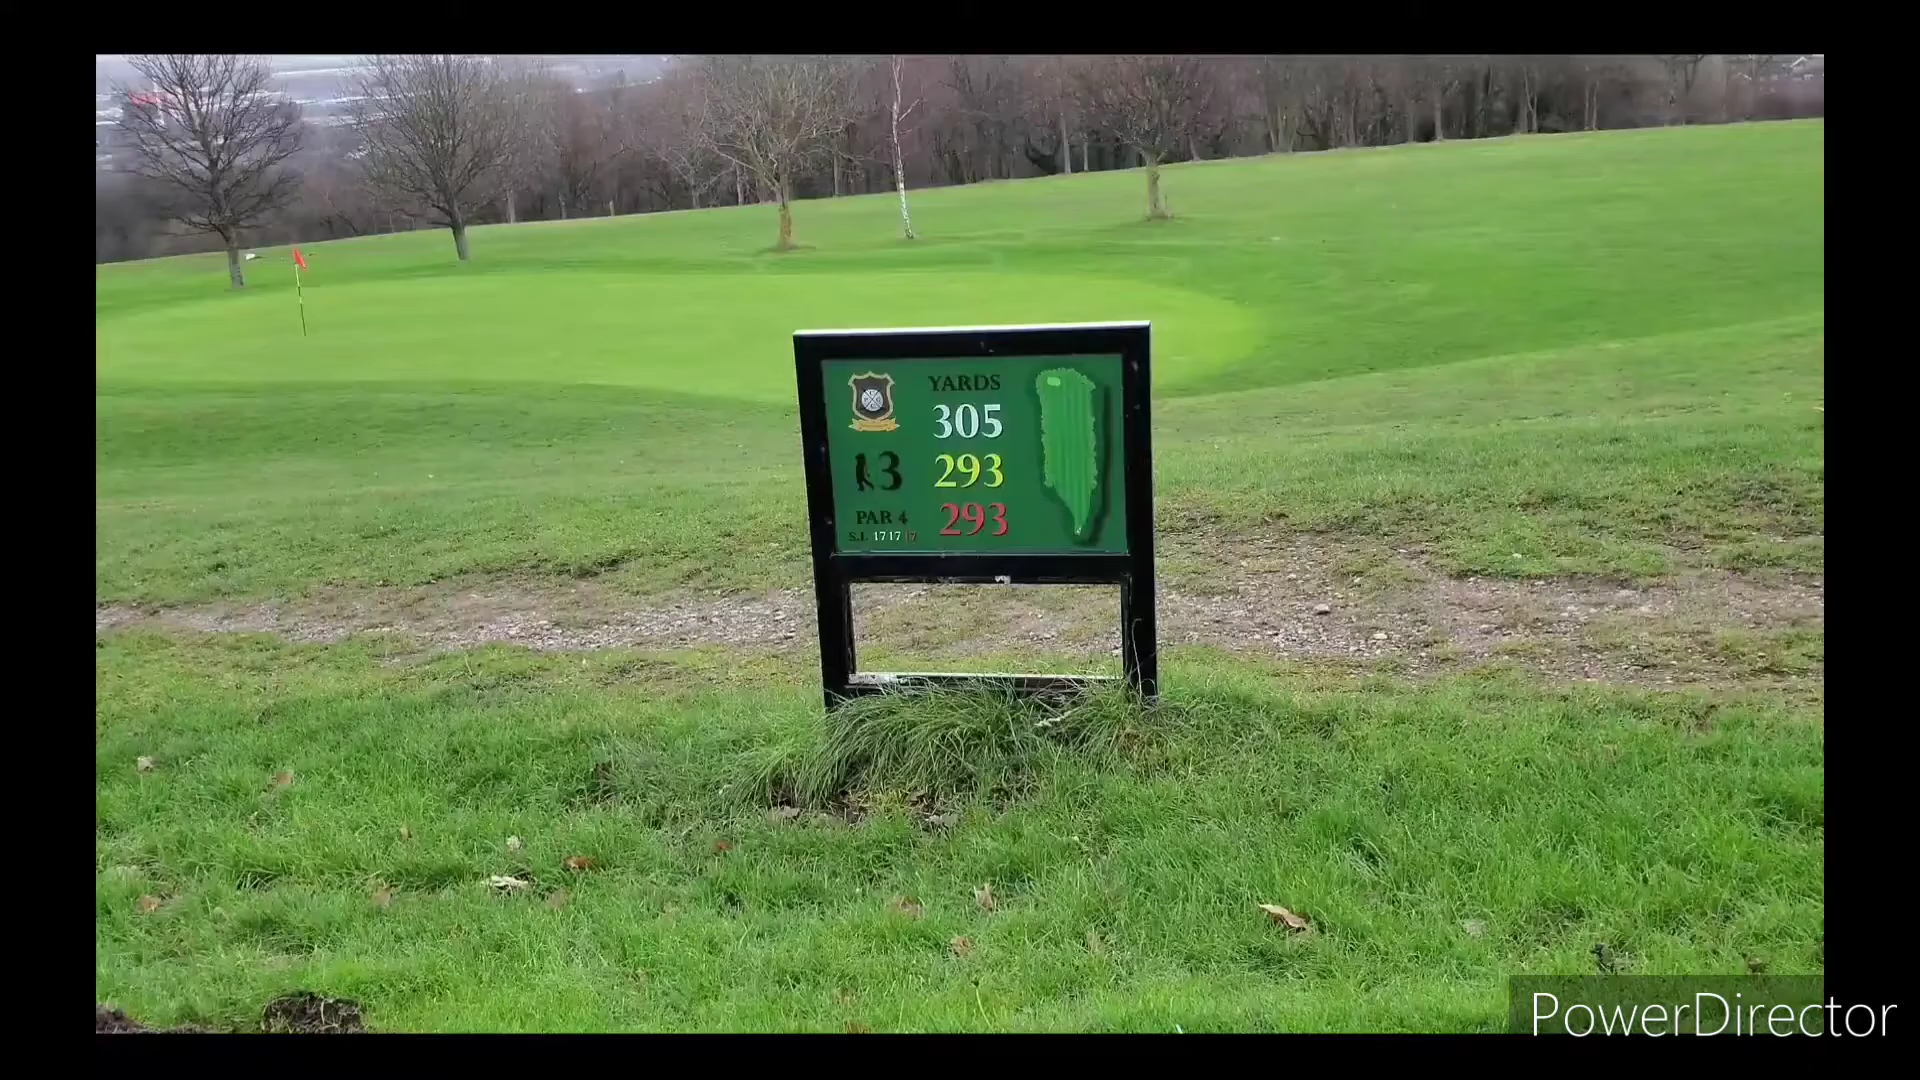 YARDS
305
3 293
PAR 4 293
S.I. 17 17 17
PowerDirector